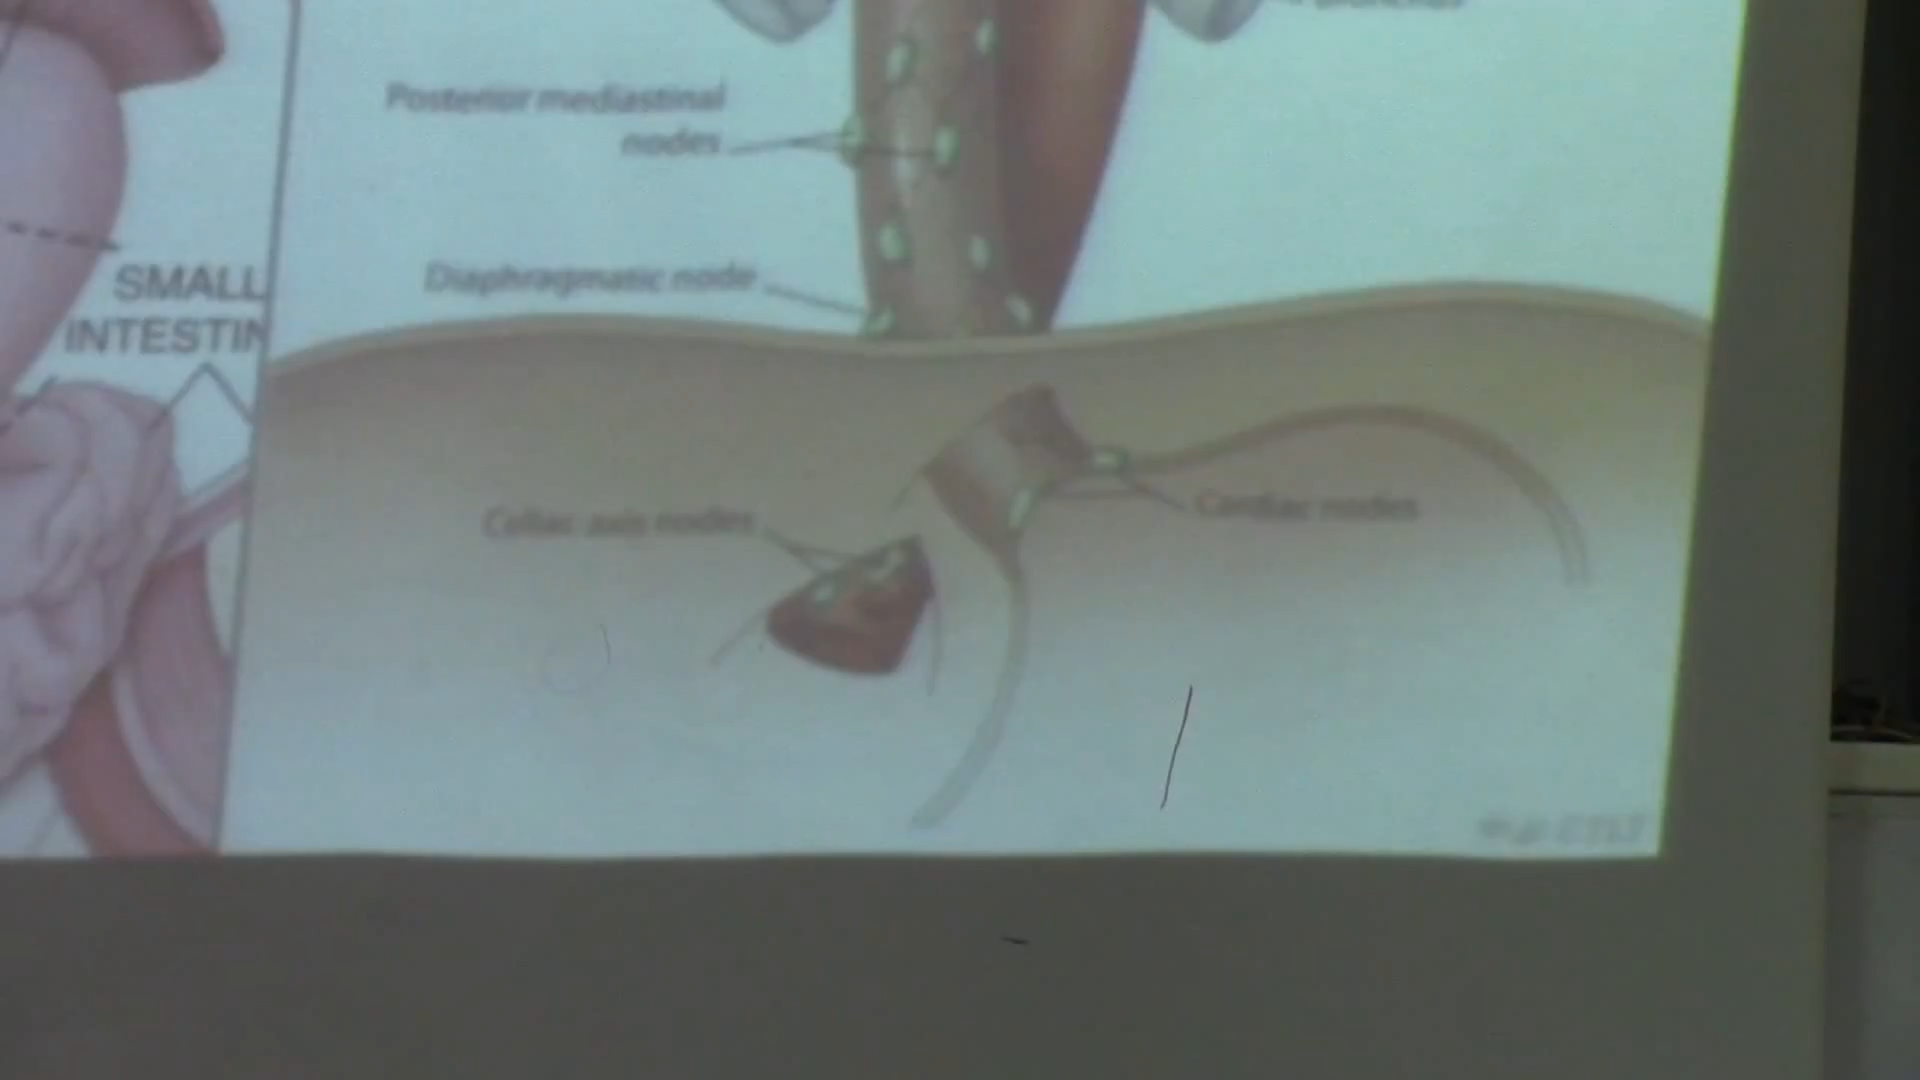 Posterior mediastinal
nodes
Diaphragmatic node
SMALL
INTESTIN
Celiac axis nodes
Cardiac nodes